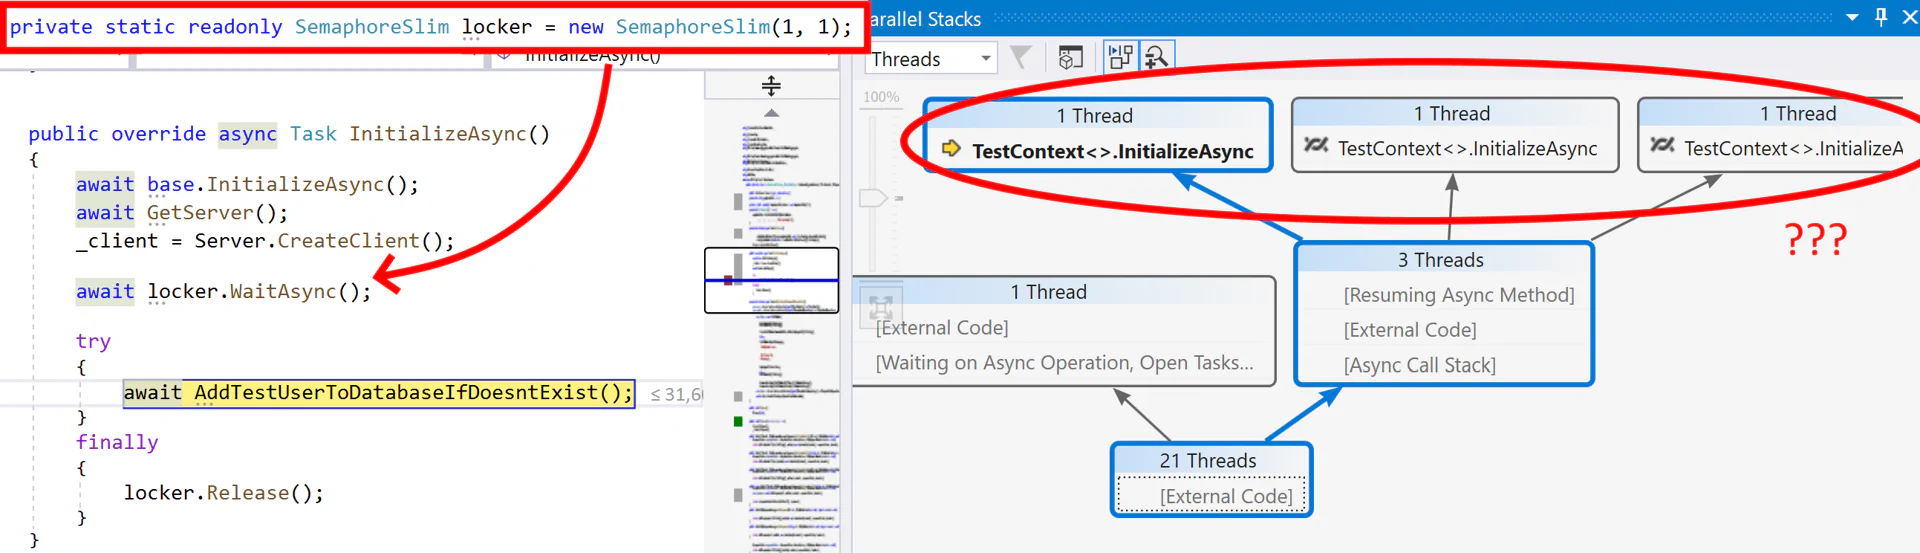 private static readonly SemaphoreSlim locker = new SemaphoreSlim(1, 1);
InitializeAsync()
public override async Task InitializeAsync()
{
await base.InitializeAsync();
await GetServer();
_client = Server.CreateClient();
await locker.WaitAsync();
try
{
await AddTestUserToDatabaseIfDoesntExist(); ≤ 31,60
}
finally
{
locker.Release();
}
}
arallel Stacks
Threads
100%
1 Thread
TestContext<>.InitializeAsync
1 Thread
TestContext<>.InitializeAsync
1 Thread
TestContext<>.InitializeA
???
3 Threads
[Resuming Async Method]
[External Code]
[Async Call Stack]
1 Thread
[External Code]
[Waiting on Async Operation, Open Tasks...
21 Threads
[External Code]